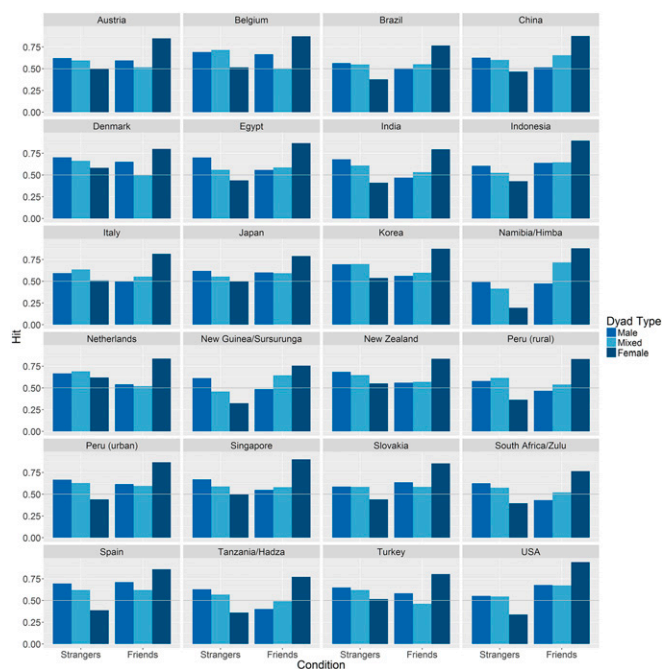 Austria Belgium Brazil China
0.75
0.50
0.25
0.00
Denmark Egypt India Indonesia
0.75
0.50
0.25
0.00
Italy Japan Korea Namibia/Himba
0.75
0.50
0.25
0.00
Netherlands New Guinea/Sursurunga New Zealand Peru (rural)
0.75
0.50
0.25
0.00
Peru (urban) Singapore Slovakia South Africa/Zulu
0.75
0.50
0.25
0.00
Spain Tanzania/Hadza Turkey USA
0.75
0.50
0.25
0.00
Strangers Friends Strangers Friends Strangers Friends Strangers Friends
Condition
Hit
Dyad Type
Male
Mixed
Female